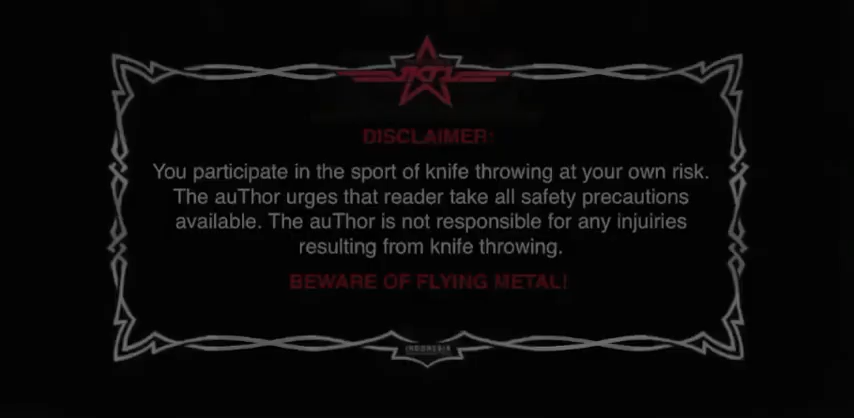 JKT
DISCLAIMER:
You participate in the sport of knife throwing at your own risk.
The auThor urges that reader take all safety precautions
available. The auThor is not responsible for any injuiries
resulting from knife throwing.
BEWARE OF FLYING METAL!
INDONESIA